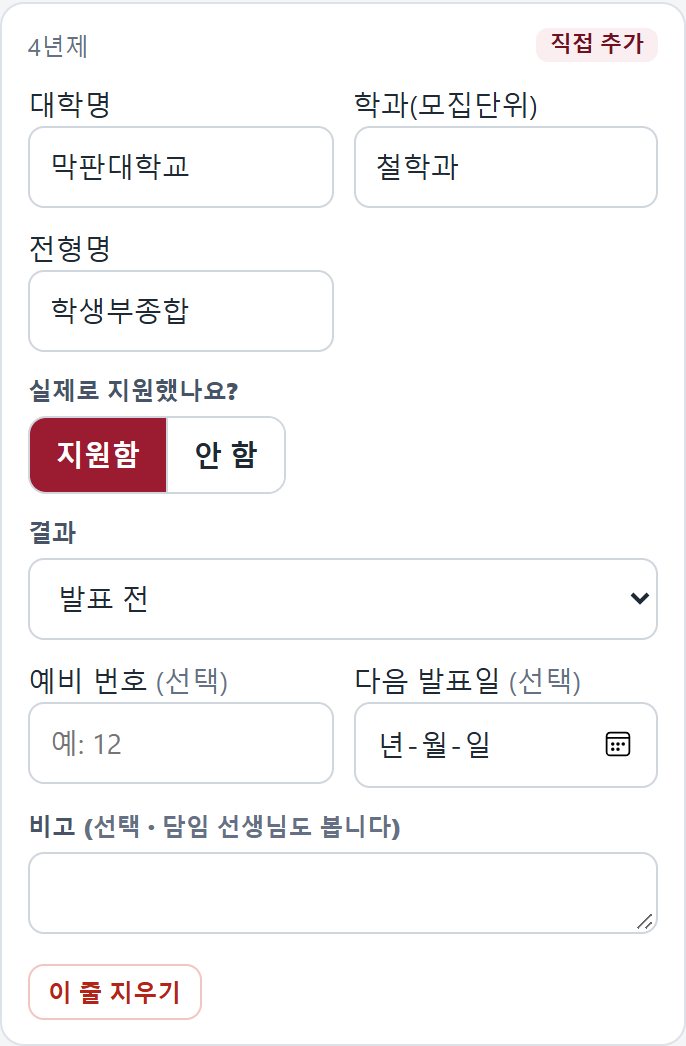 4년제 직접 추가
대학명 학과(모집단위)
막판대학교 철학과
전형명
학생부종합
실제로 지원했나요?
지원함 안 함
결과
발표 전
예비 번호 (선택) 다음 발표일 (선택)
예: 12 년-월-일
비고 (선택 · 담임 선생님도 봅니다)
이 줄 지우기